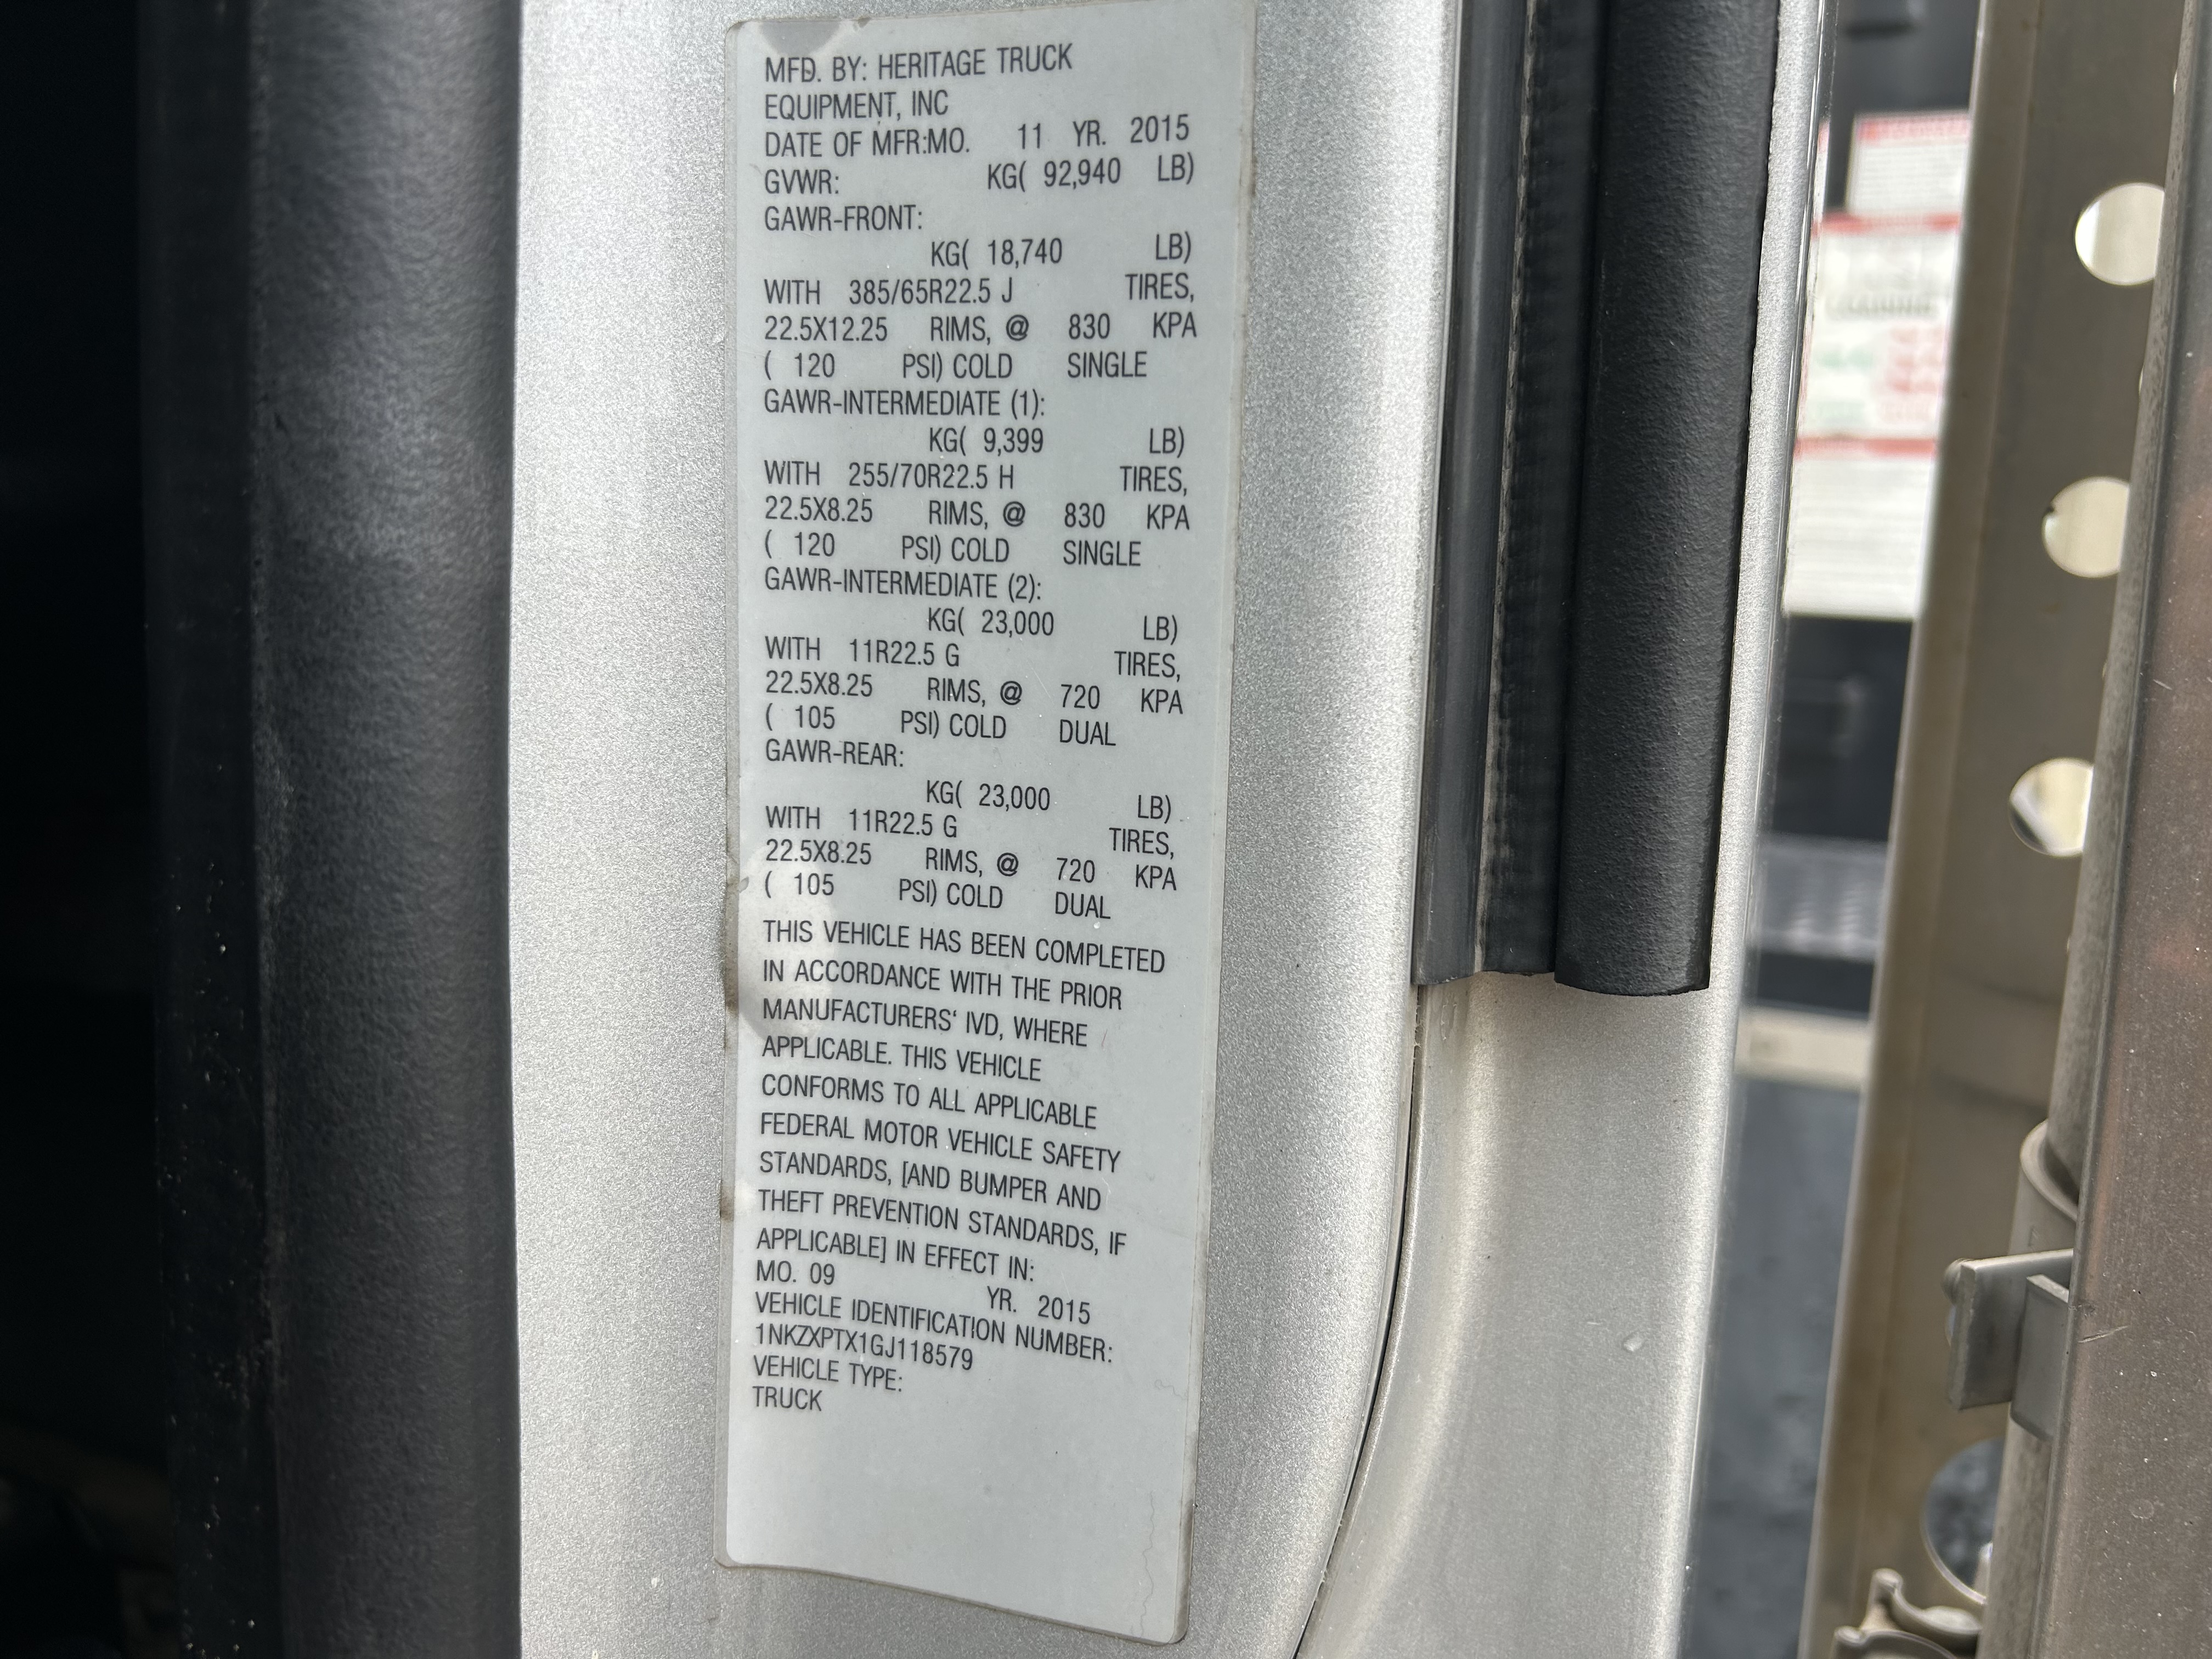 MFD. BY: HERITAGE TRUCK
EQUIPMENT, INC
DATE OF MFR:MO. 11 YR. 2015
GVWR: KG( 92,940 LB)
GAWR-FRONT:
KG( 18,740 LB)
WITH 385/65R22.5 J TIRES,
22.5X12.25 RIMS, @ 830 KPA
( 120 PSI) COLD SINGLE
GAWR-INTERMEDIATE (1):
KG( 9,399 LB)
WITH 255/70R22.5 H TIRES,
22.5X8.25 RIMS, @ 830 KPA
( 120 PSI) COLD SINGLE
GAWR-INTERMEDIATE (2):
KG( 23,000 LB)
WITH 11R22.5 G TIRES,
22.5X8.25 RIMS, @ 720 KPA
( 105 PSI) COLD DUAL
GAWR-REAR:
KG( 23,000 LB)
WITH 11R22.5 G TIRES,
22.5X8.25 RIMS, @ 720 KPA
( 105 PSI) COLD DUAL
THIS VEHICLE HAS BEEN COMPLETED
IN ACCORDANCE WITH THE PRIOR
MANUFACTURERS' IVD, WHERE
APPLICABLE. THIS VEHICLE
CONFORMS TO ALL APPLICABLE
FEDERAL MOTOR VEHICLE SAFETY
STANDARDS, [AND BUMPER AND
THEFT PREVENTION STANDARDS, IF
APPLICABLE] IN EFFECT IN:
MO. 09 YR. 2015
VEHICLE IDENTIFICATION NUMBER:
1NKZXPTX1GJ118579
VEHICLE TYPE:
TRUCK